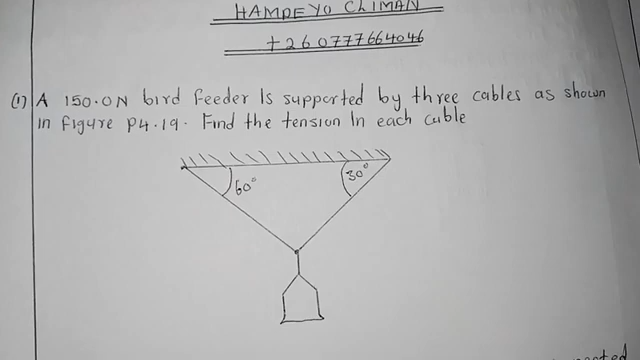 HAMPEYO CLIMAN
+260777664046
(1) A 150.0N bird feeder Is supported by three cables as shown
In figure P4.19. Find the tension In each cable
60°
30°